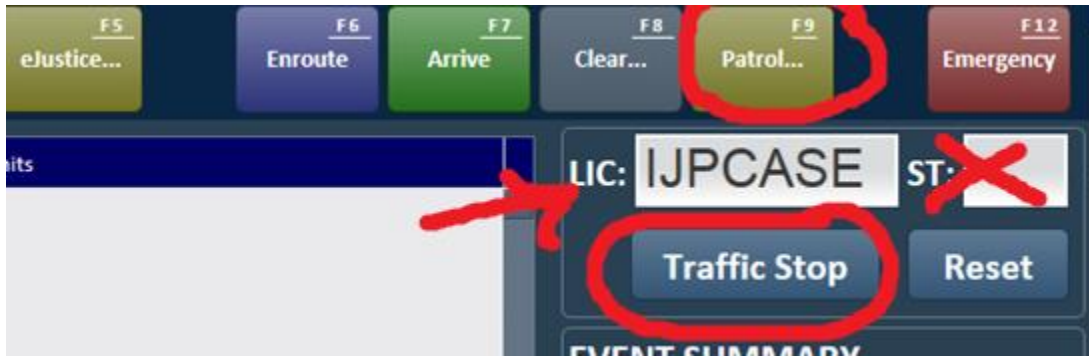 F5 F6 F7 F8 F9 F12
eJustice... Enroute Arrive Clear... Patrol... Emergency
LIC: IJPCASE ST:
Traffic Stop Reset
EVENT SUMMARY